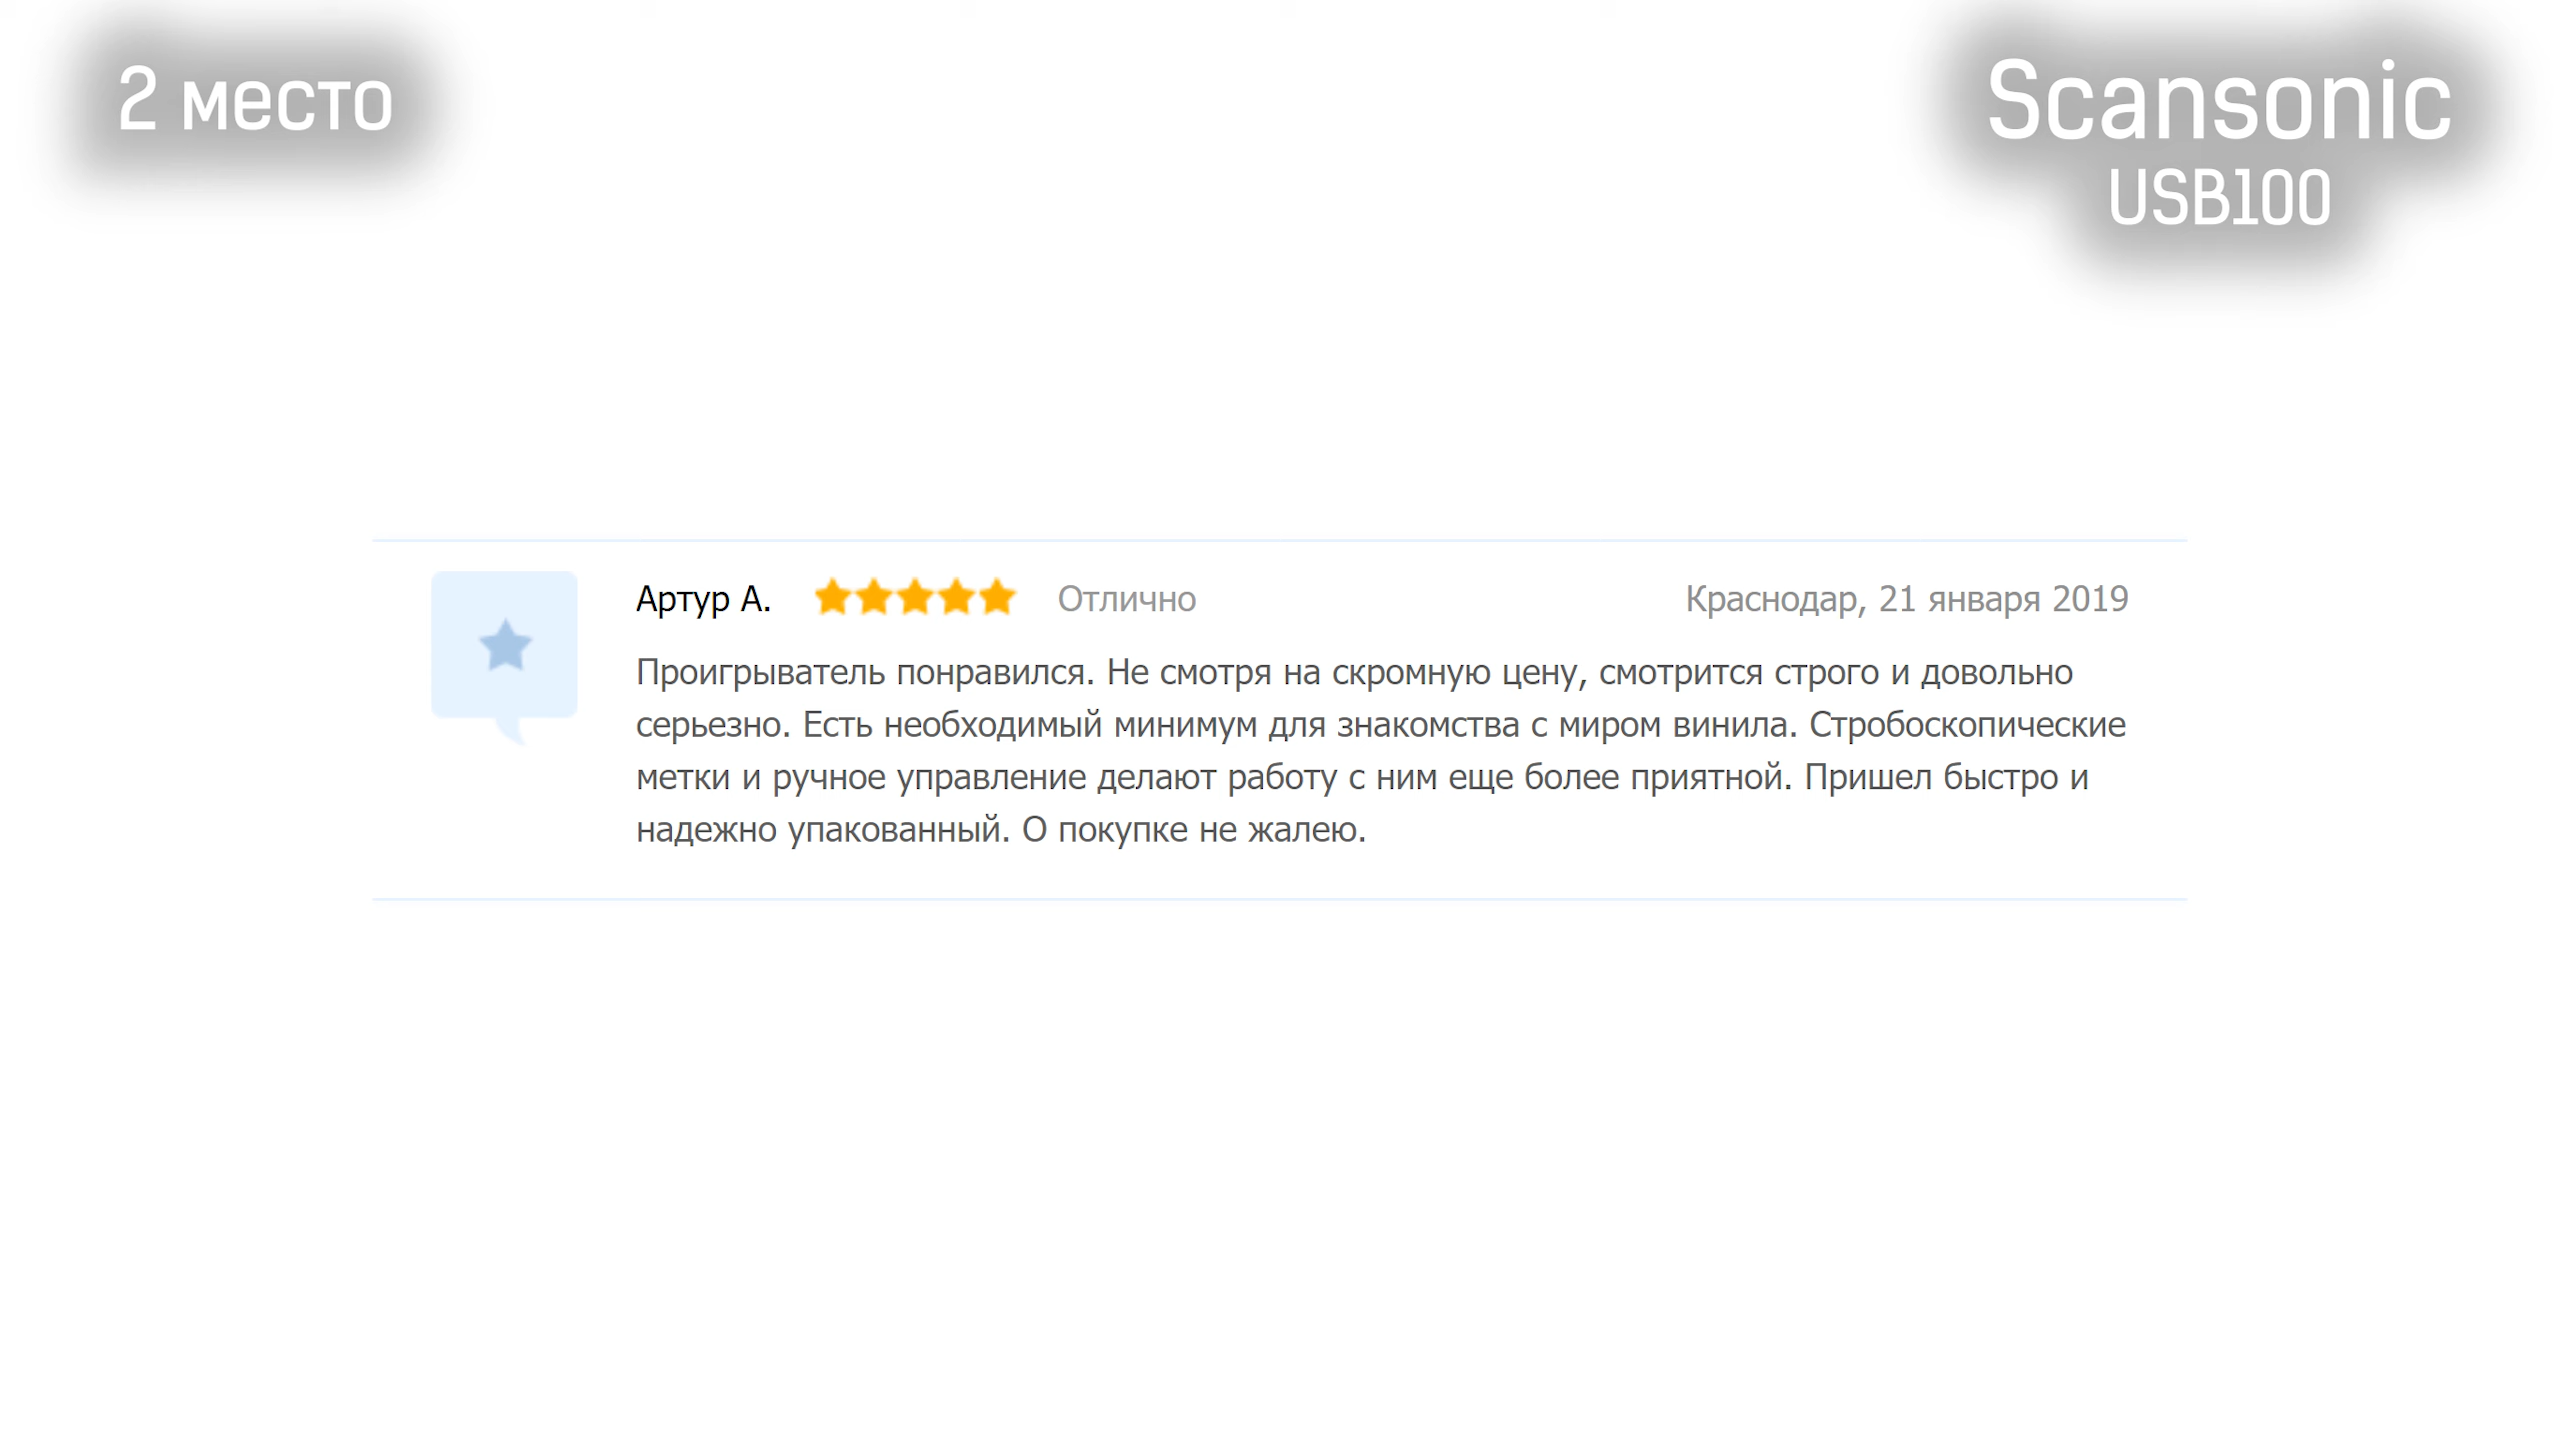 2 место
Scansonic
USB100
Артур А. Отлично Краснодар, 21 января 2019
Проигрыватель понравился. Не смотря на скромную цену, смотрится строго и довольно
серьезно. Есть необходимый минимум для знакомства с миром винила. Стробоскопические
метки и ручное управление делают работу с ним еще более приятной. Пришел быстро и
надежно упакованный. О покупке не жалею.